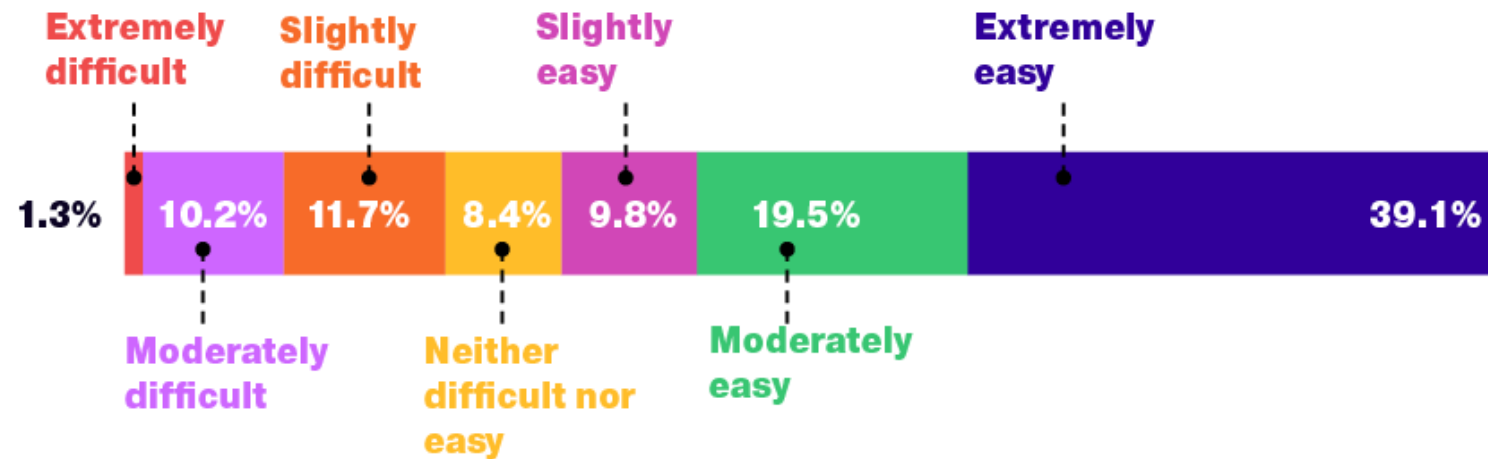 Extremely
difficult
Slightly
difficult
Slightly
easy
Extremely
easy
1.3%
10.2%
11.7%
8.4%
9.8%
19.5%
39.1%
Moderately
difficult
Neither
difficult nor
easy
Moderately
easy